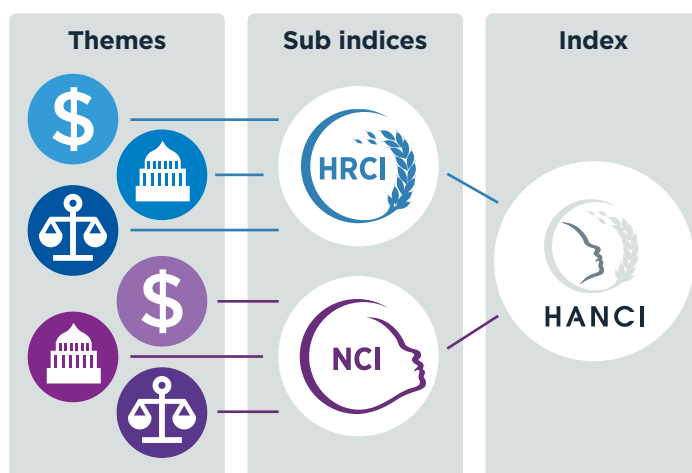 Themes
Sub indices
Index
$
HRCI
HANCI
$
NCI